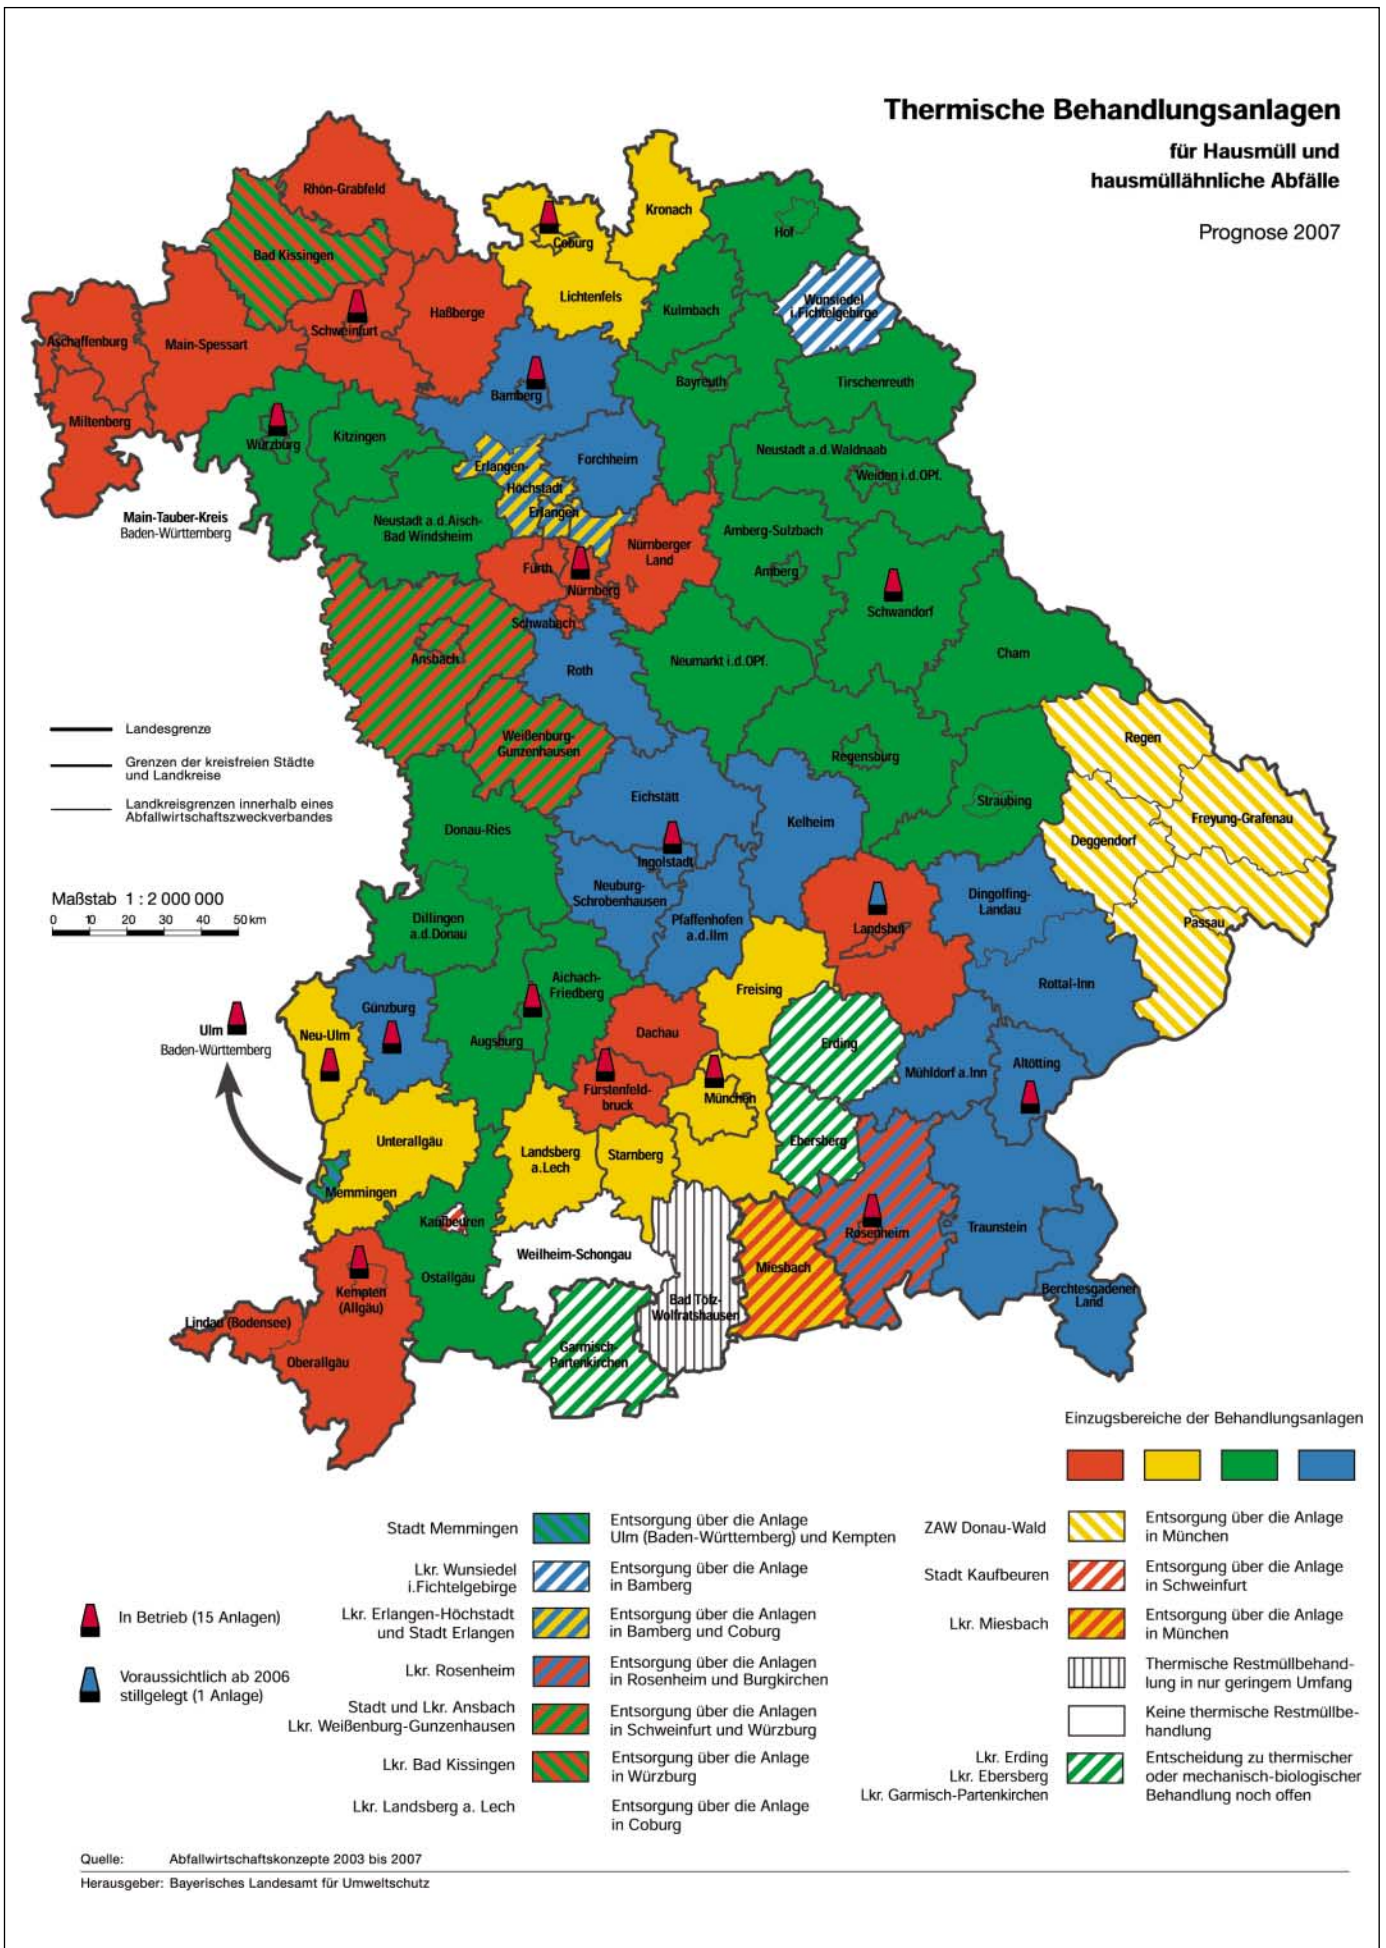 Thermische Behandlungsanlagen
für Hausmüll und
hausmüllähnliche Abfälle
Prognose 2007
Rhön-Grabfeld
Bad Kissingen
Coburg
Kronach
Hof
Lichtenfels
Kulmbach
Wunsiedel
i.Fichtelgebirge
Aschaffenburg
Main-Spessart
Schweinfurt
Haßberge
Bayreuth
Tirschenreuth
Miltenberg
Bamberg
Würzburg
Kitzingen
Forchheim
Neustadt a.d.Waldnaab
Weiden i.d.OPf.
Erlangen-
Höchstadt
Erlangen
Main-Tauber-Kreis
Baden-Württemberg
Neustadt a.d.Aisch-
Bad Windsheim
Nürnberger
Land
Amberg-Sulzbach
Amberg
Fürth
Nürnberg
Schwabach
Schwandorf
Ansbach
Roth
Neumarkt i.d.OPf.
Cham
Weißenburg-
Gunzenhausen
Regensburg
Regen
Landesgrenze
Grenzen der kreisfreien Städte
und Landkreise
Landkreisgrenzen innerhalb eines
Abfallwirtschaftszweckverbandes
Eichstätt
Straubing
Freyung-Grafenau
Donau-Ries
Kelheim
Deggendorf
Ingolstadt
Neuburg-
Schrobenhausen
Pfaffenhofen
a.d.Ilm
Dingolfing-
Landau
Passau
Maßstab 1 : 2 000 000
0 10 20 30 40 50 km
Dillingen
a.d.Donau
Landshut
Aichach-
Friedberg
Freising
Rottal-Inn
Günzburg
Ulm
Baden-Württemberg
Neu-Ulm
Augsburg
Dachau
Erding
Mühldorf a.Inn
Altötting
Fürstenfeld-
bruck
München
Unterallgäu
Landsberg
a.Lech
Starnberg
Ebersberg
Memmingen
Kaufbeuren
Rosenheim
Traunstein
Weilheim-Schongau
Miesbach
Ostallgäu
Kempten
(Allgäu)
Bad Tölz-
Wolfratshausen
Berchtesgadener
Land
Lindau (Bodensee)
Oberallgäu
Garmisch-
Partenkirchen
Einzugsbereiche der Behandlungsanlagen
Stadt Memmingen
Entsorgung über die Anlage
Ulm (Baden-Württemberg) und Kempten
Lkr. Wunsiedel
i.Fichtelgebirge
Entsorgung über die Anlage
in Bamberg
Lkr. Erlangen-Höchstadt
und Stadt Erlangen
Entsorgung über die Anlagen
in Bamberg und Coburg
Lkr. Rosenheim
Entsorgung über die Anlagen
in Rosenheim und Burgkirchen
Stadt und Lkr. Ansbach
Lkr. Weißenburg-Gunzenhausen
Entsorgung über die Anlagen
in Schweinfurt und Würzburg
Lkr. Bad Kissingen
Entsorgung über die Anlage
in Würzburg
Lkr. Landsberg a. Lech
Entsorgung über die Anlage
in Coburg
ZAW Donau-Wald
Entsorgung über die Anlage
in München
Stadt Kaufbeuren
Entsorgung über die Anlage
in Schweinfurt
Lkr. Miesbach
Entsorgung über die Anlage
in München
Thermische Restmüllbehand-
lung in nur geringem Umfang
Keine thermische Restmüllbe-
handlung
Lkr. Erding
Lkr. Ebersberg
Lkr. Garmisch-Partenkirchen
Entscheidung zu thermischer
oder mechanisch-biologischer
Behandlung noch offen
In Betrieb (15 Anlagen)
Voraussichtlich ab 2006
stillgelegt (1 Anlage)
Quelle: Abfallwirtschaftskonzepte 2003 bis 2007
Herausgeber: Bayerisches Landesamt für Umweltschutz